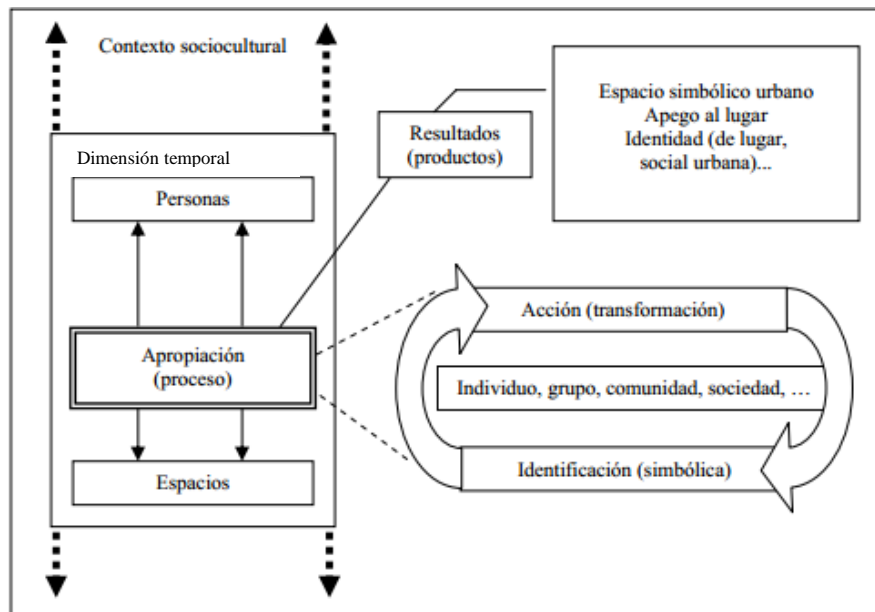 Contexto sociocultural
Dimensión temporal
Personas
Apropiación
(proceso)
Espacios
Resultados
(productos)
Espacio simbólico urbano
Apego al lugar
Identidad (de lugar,
social urbana)...
Acción (transformación)
Individuo, grupo, comunidad, sociedad, …
Identificación (simbólica)